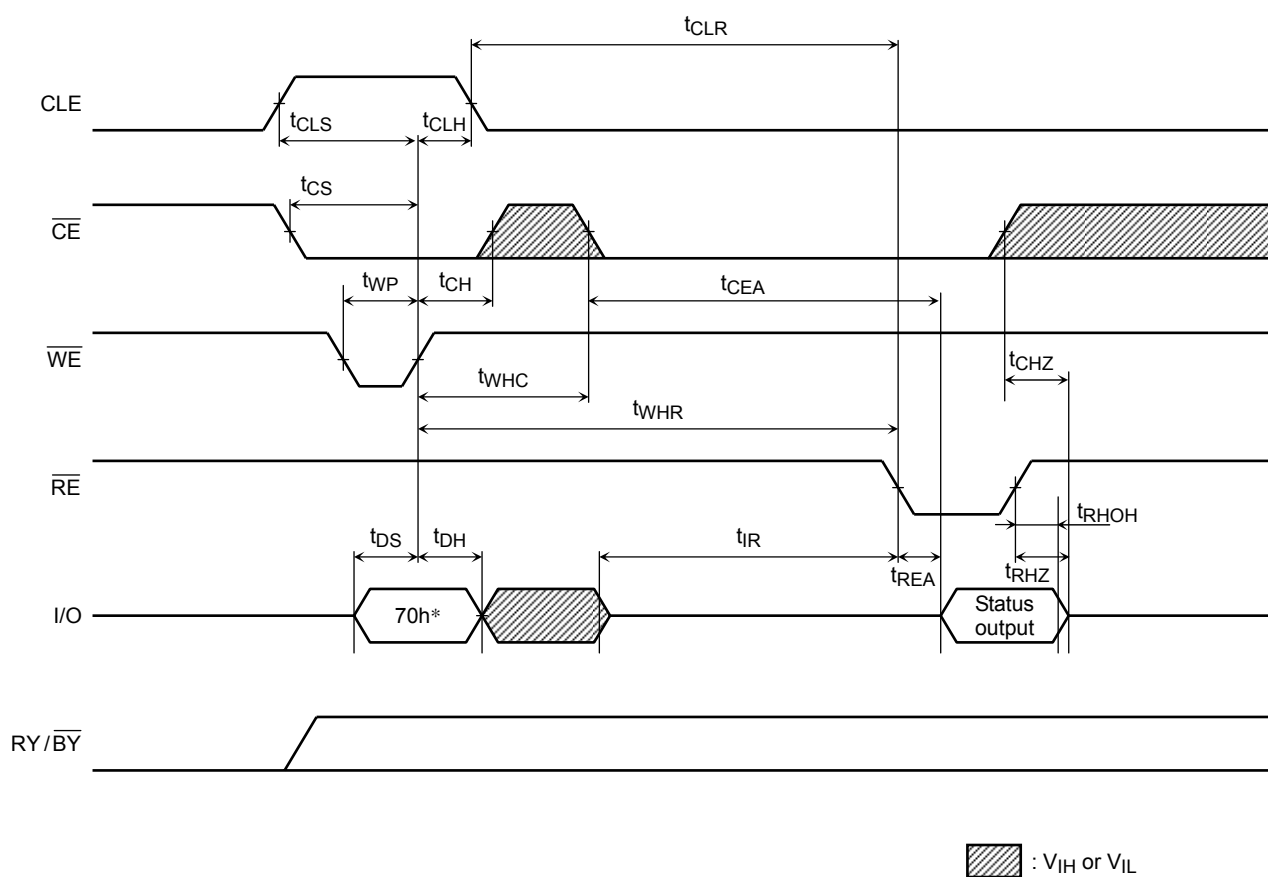 tCLR
CLE
tCLS
tCLH
tCS
CE
tWP
tCH
tCEA
WE
tCHZ
tWHC
tWHR
RE
tRHOH
tDS
tDH
tIR
tREA
tRHZ
I/O
70h*
Status
output
RY/BY
: VIH or VIL